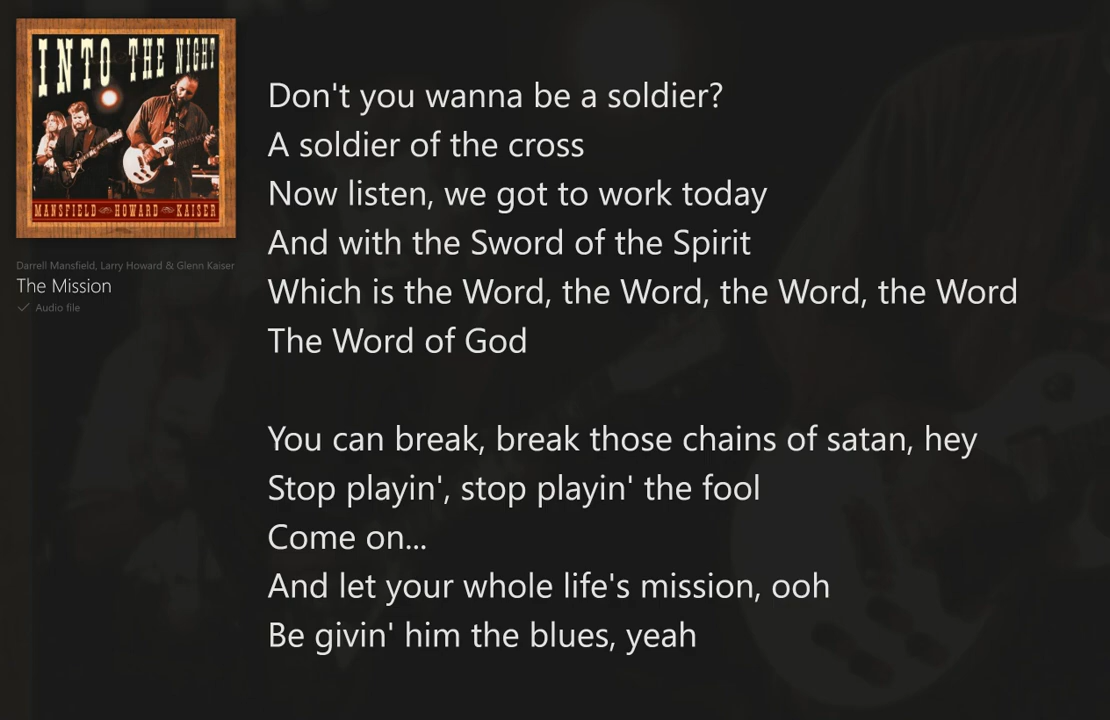 INTO THE NIGHT
MANSFIELD HOWARD KAISER
Darrell Mansfield, Larry Howard & Glenn Kaiser
The Mission
Audio file
Don't you wanna be a soldier?
A soldier of the cross
Now listen, we got to work today
And with the Sword of the Spirit
Which is the Word, the Word, the Word, the Word
The Word of God
You can break, break those chains of satan, hey
Stop playin', stop playin' the fool
Come on...
And let your whole life's mission, ooh
Be givin' him the blues, yeah